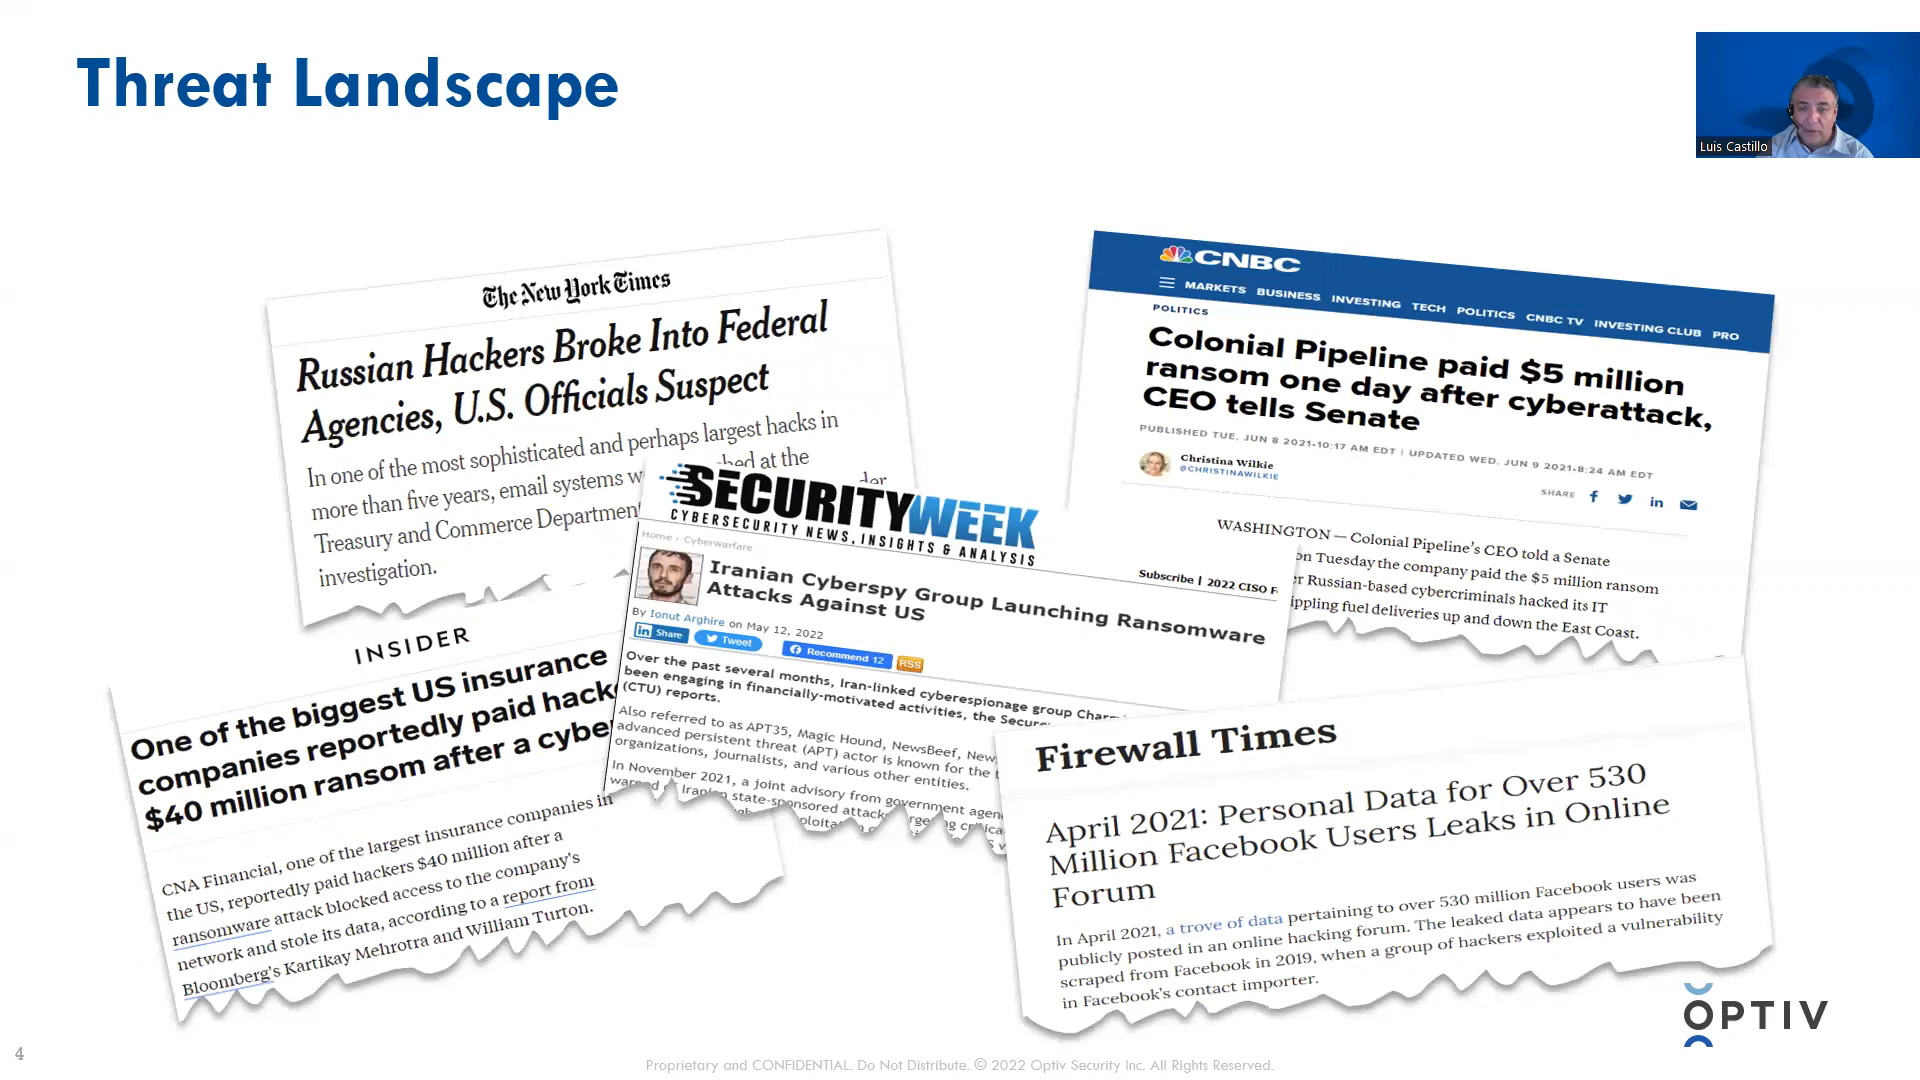 Threat Landscape
Luis Castillo
The New York Times
Russian Hackers Broke Into Federal
Agencies, U.S. Officials Suspect
In one of the most sophisticated and perhaps largest hacks in
more than five years, email systems
at the
Treasury and Commerce
investigation.
CNBC
MARKETS BUSINESS INVESTING TECH POLITICS CNBC TV INVESTING CLUB PRO
POLITICS
Colonial Pipeline paid $5 million
ransom one day after cyberattack,
CEO tells Senate
PUBLISHED TUE, JUN 8 2021•10:17 AM EDT | UPDATED WED, JUN 9 2021•8:24 AM EDT
Christina Wilkie
@CHRISTINAWILKIE
SHARE
WASHINGTON — Colonial Pipeline's CEO told a Senate
on Tuesday the company paid the $5 million ransom
Russian-based cybercriminals hacked its IT
ippling fuel deliveries up and down the East Coast.
SECURITYWEEK
CYBERSECURITY NEWS, INSIGHTS & ANALYSIS
Subscribe | 2022 CISO F
Home › Cyberwarfare
Iranian Cyberspy Group Launching Ransomware
Attacks Against US
By Ionut Arghire on May 12, 2022
in Share Tweet Recommend 12 RSS
Over the past several months, Iran-linked cyberespionage group Charm
been engaging in financially-motivated activities, the Secure
(CTU) reports.
Also referred to as APT35, Magic Hound, NewsBeef, New
advanced persistent threat (APT) actor is known for the t
organizations, journalists, and various other entities.
In November 2021, a joint advisory from government agen
state-sponsored
INSIDER
One of the biggest US insurance
companies reportedly paid hack
$40 million ransom after a cybe
CNA Financial, one of the largest insurance companies in
the US, reportedly paid hackers $40 million after a
ransomware attack blocked access to the company's
network and stole its data, according to a report from
Bloomberg's Kartikay Mehrotra and William Turton.
Firewall Times
April 2021: Personal Data for Over 530
Million Facebook Users Leaks in Online
Forum
In April 2021, a trove of data pertaining to over 530 million Facebook users was
publicly posted in an online hacking forum. The leaked data appears to have been
scraped from Facebook in 2019, when a group of hackers exploited a vulnerability
in Facebook's contact importer.
OPTIV
4
Proprietary and CONFIDENTIAL. Do Not Distribute. © 2022 Optiv Security Inc. All Rights Reserved.